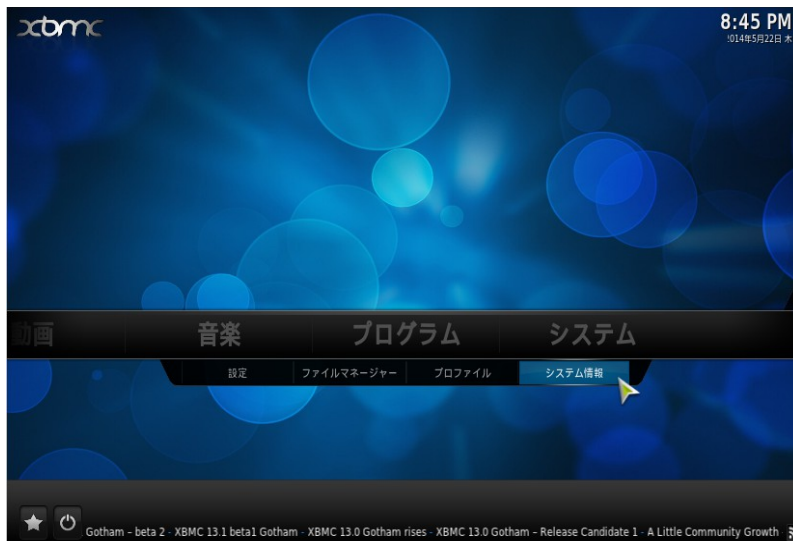 xbmc
8:45 PM
2014年5月22日 木
動画 音楽 プログラム システム
設定 ファイルマネージャー プロファイル システム情報
Gotham – beta 2 · XBMC 13.1 beta1 Gotham · XBMC 13.0 Gotham rises · XBMC 13.0 Gotham – Release Candidate 1 · A Little Community Growth